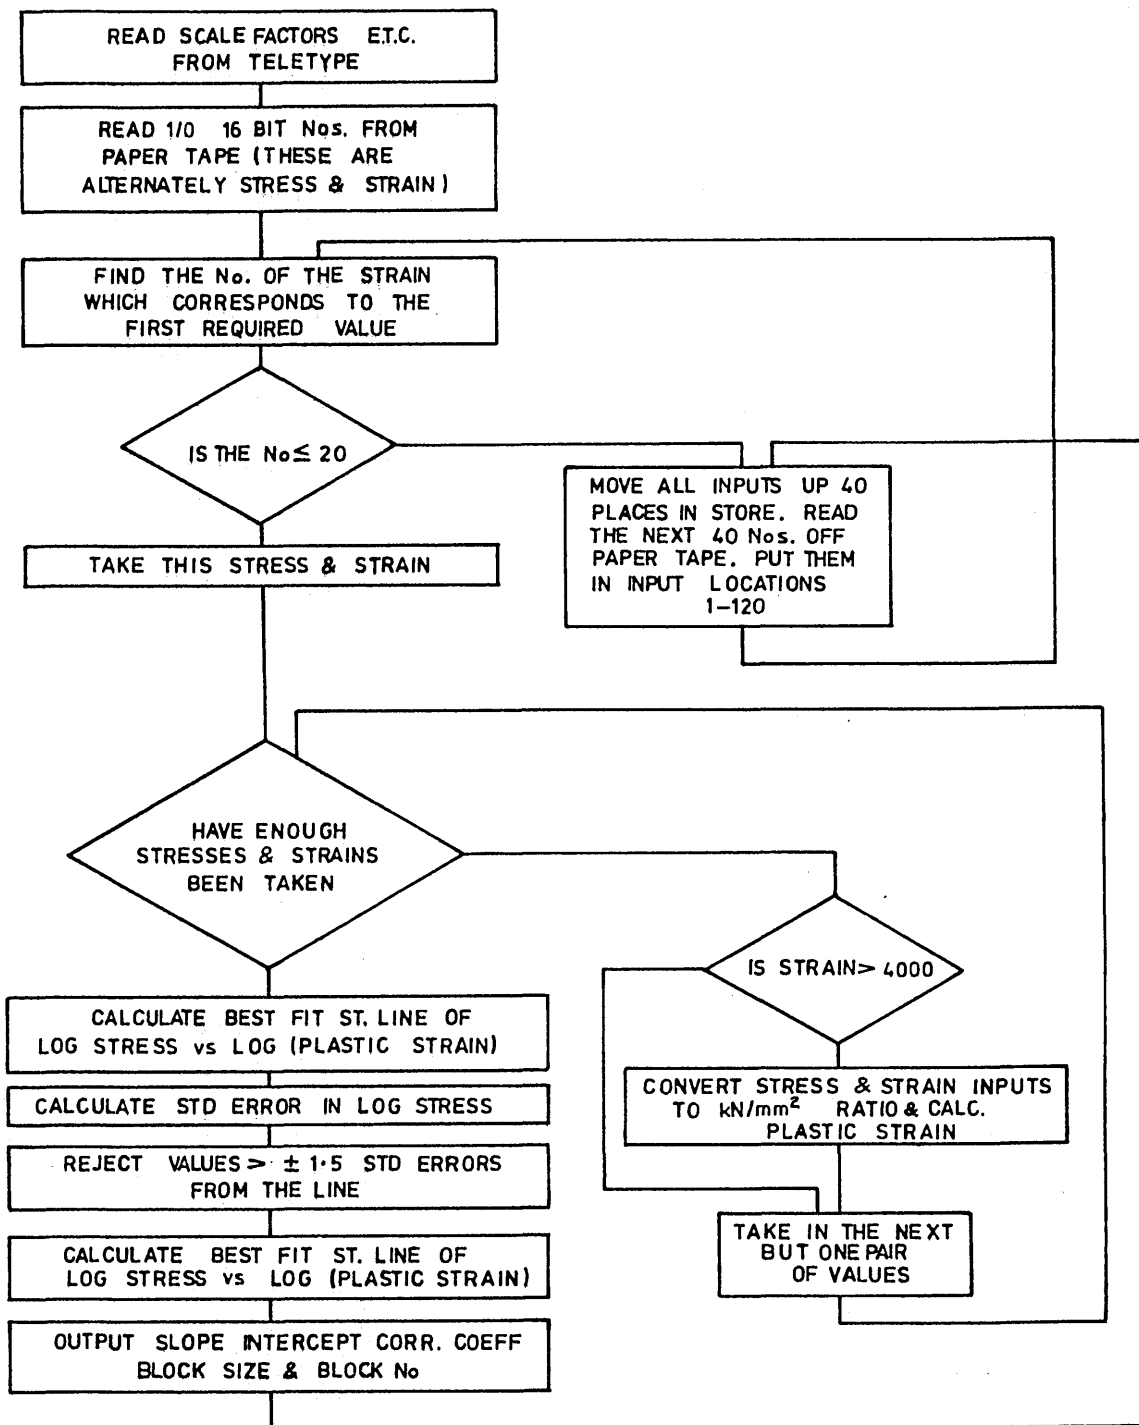 READ SCALE FACTORS E.T.C.
FROM TELETYPE
READ 1/0 16 BIT Nos. FROM
PAPER TAPE (THESE ARE
ALTERNATELY STRESS & STRAIN)
FIND THE No. OF THE STRAIN
WHICH CORRESPONDS TO THE
FIRST REQUIRED VALUE
IS THE No ≤ 20
MOVE ALL INPUTS UP 40
PLACES IN STORE. READ
THE NEXT 40 Nos. OFF
PAPER TAPE. PUT THEM
IN INPUT LOCATIONS
1-120
TAKE THIS STRESS & STRAIN
HAVE ENOUGH
STRESSES & STRAINS
BEEN TAKEN
IS STRAIN > 4000
CONVERT STRESS & STRAIN INPUTS
TO kN/mm² RATIO & CALC.
PLASTIC STRAIN
TAKE IN THE NEXT
BUT ONE PAIR
OF VALUES
CALCULATE BEST FIT ST. LINE OF
LOG STRESS vs LOG (PLASTIC STRAIN)
CALCULATE STD ERROR IN LOG STRESS
REJECT VALUES > ± 1·5 STD ERRORS
FROM THE LINE
CALCULATE BEST FIT ST. LINE OF
LOG STRESS vs LOG (PLASTIC STRAIN)
OUTPUT SLOPE INTERCEPT CORR. COEFF
BLOCK SIZE & BLOCK No